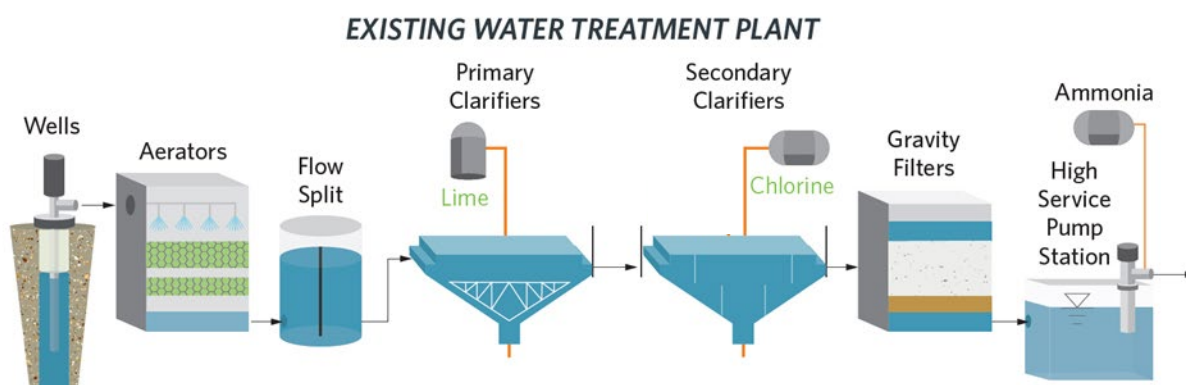 EXISTING WATER TREATMENT PLANT
Wells
Aerators
Flow
Split
Primary
Clarifiers
Lime
Secondary
Clarifiers
Chlorine
Gravity
Filters
Ammonia
High
Service
Pump
Station